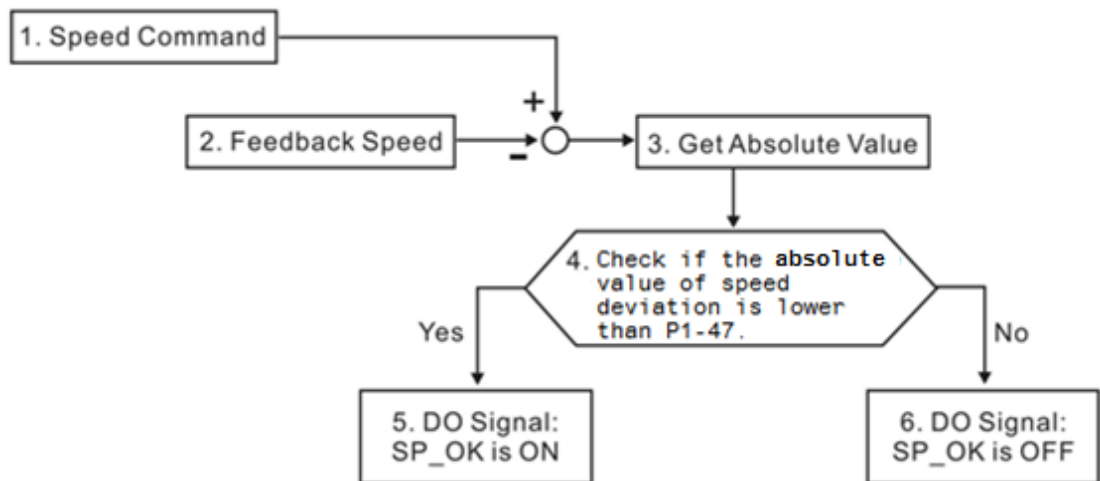 1. Speed Command
+
2. Feedback Speed
-
3. Get Absolute Value
4. Check if the absolute
value of speed
deviation is lower
than P1-47.
Yes
No
5. DO Signal:
SP_OK is ON
6. DO Signal:
SP_OK is OFF